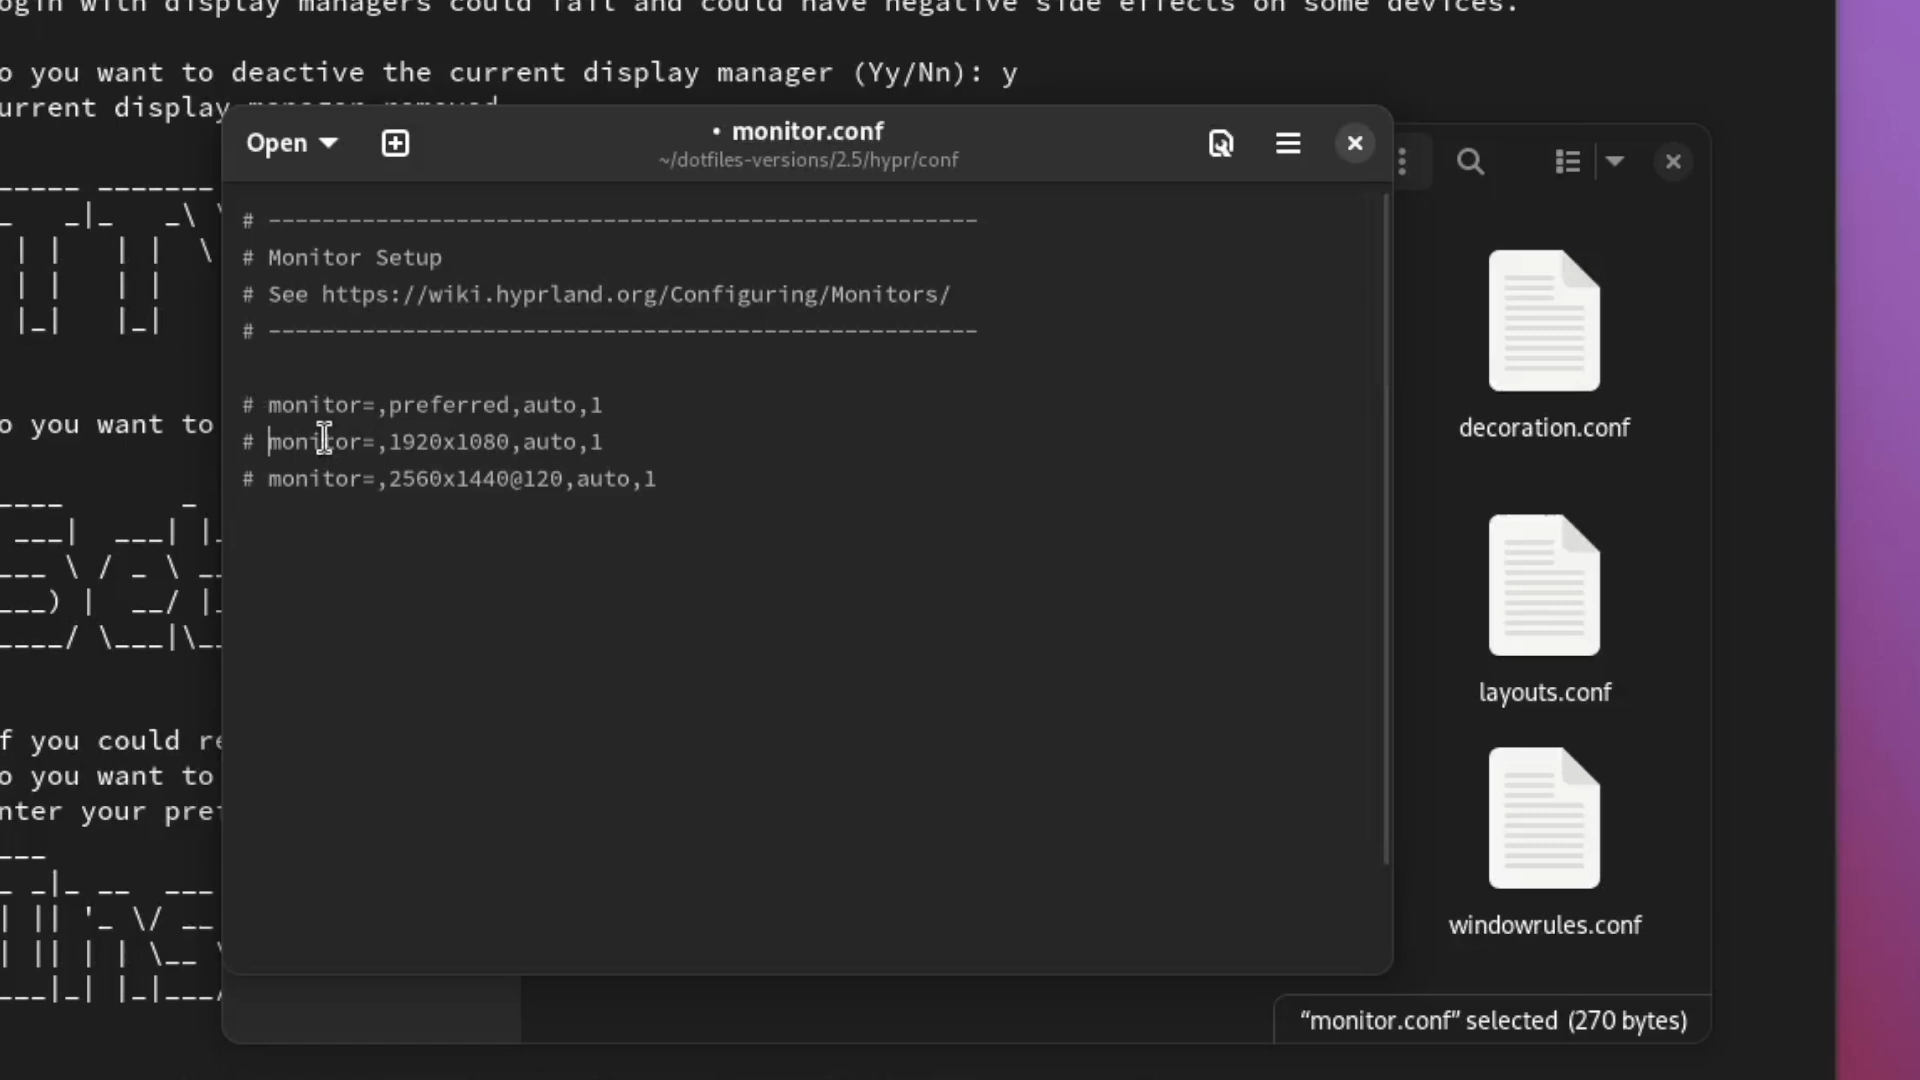 login with display managers could fail and could have negative side effects on some devices.
o you want to deactive the current display manager (Yy/Nn): y
urrent display manager removed
Open
• monitor.conf
~/dotfiles-versions/2.5/hypr/conf
# -----------------------------------------------------
# Monitor Setup
# See https://wiki.hyprland.org/Configuring/Monitors/
# -----------------------------------------------------
# monitor=,preferred,auto,1
# monitor=,1920x1080,auto,1
# monitor=,2560x1440@120,auto,1
o you want to
f you could re
o you want to
nter your pref
decoration.conf
layouts.conf
windowrules.conf
“monitor.conf” selected (270 bytes)